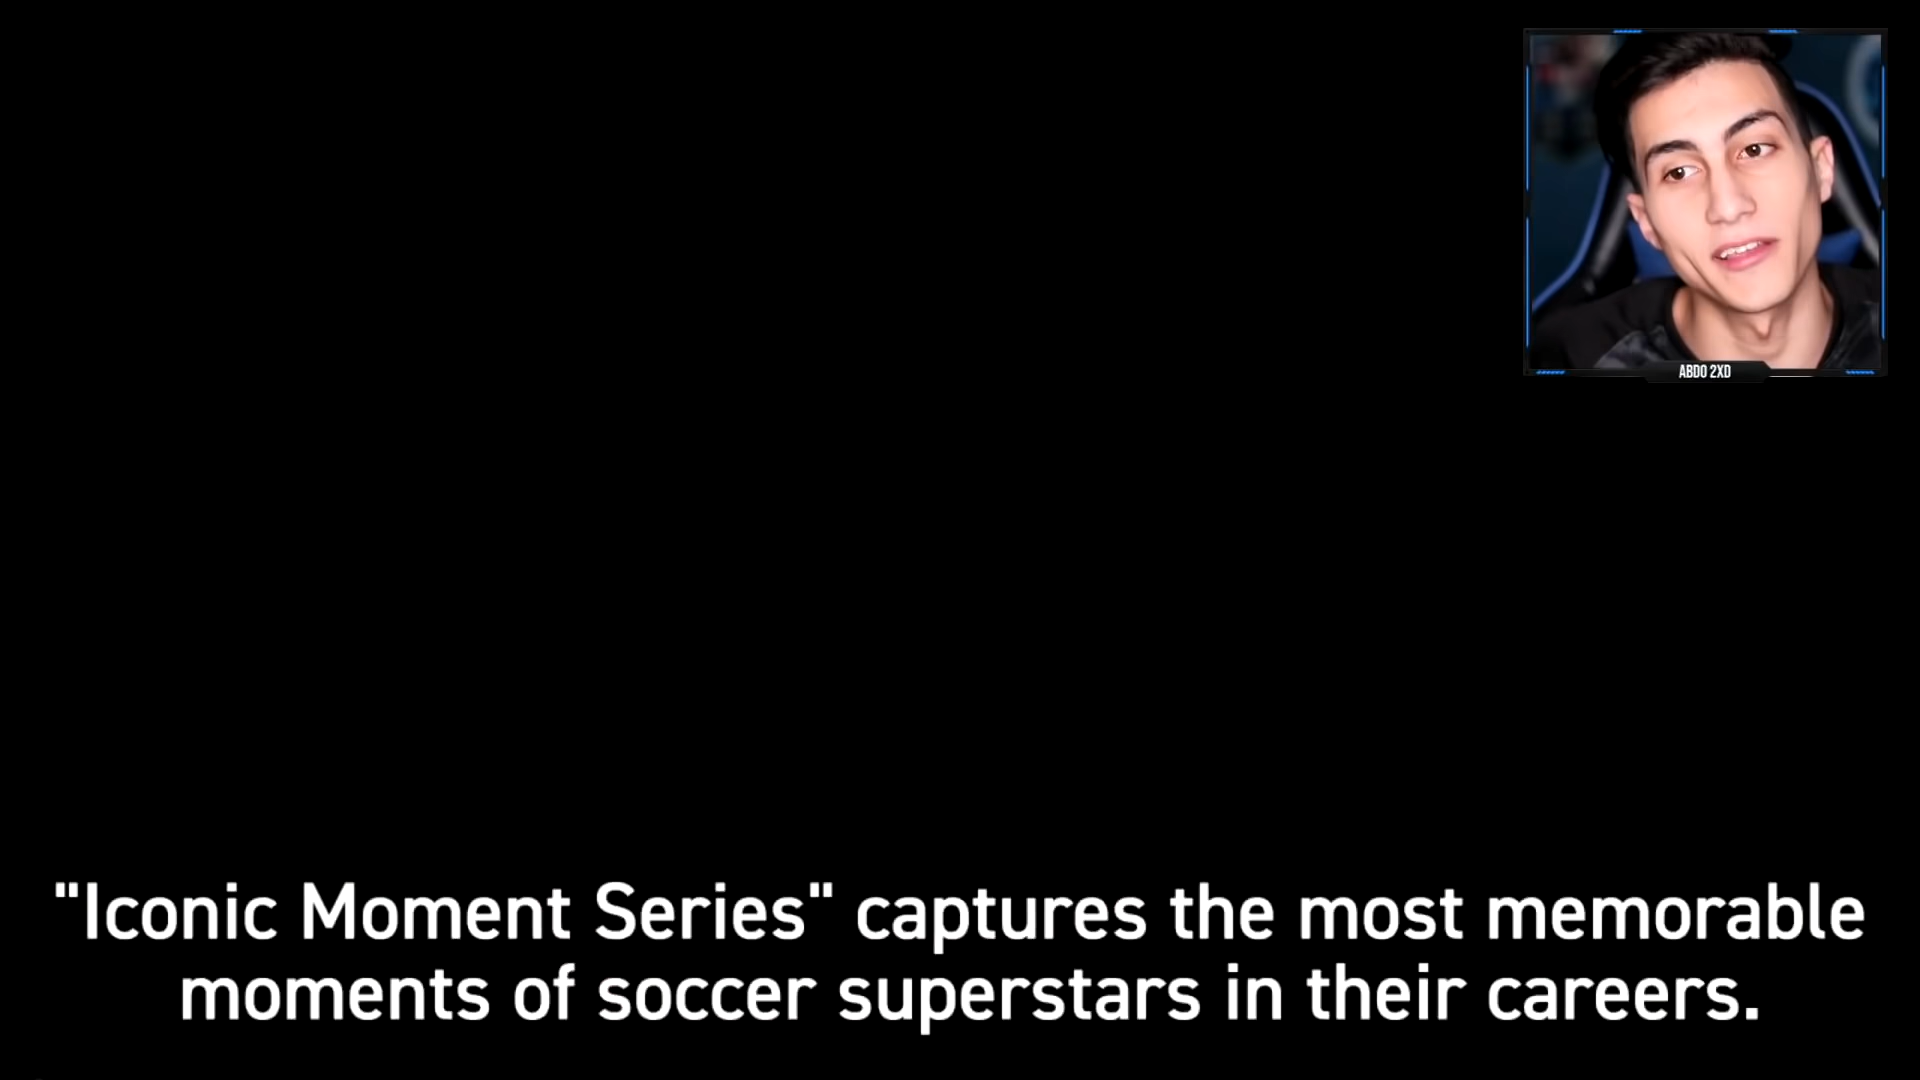 ABDO 2XD
"Iconic Moment Series" captures the most memorable
moments of soccer superstars in their careers.